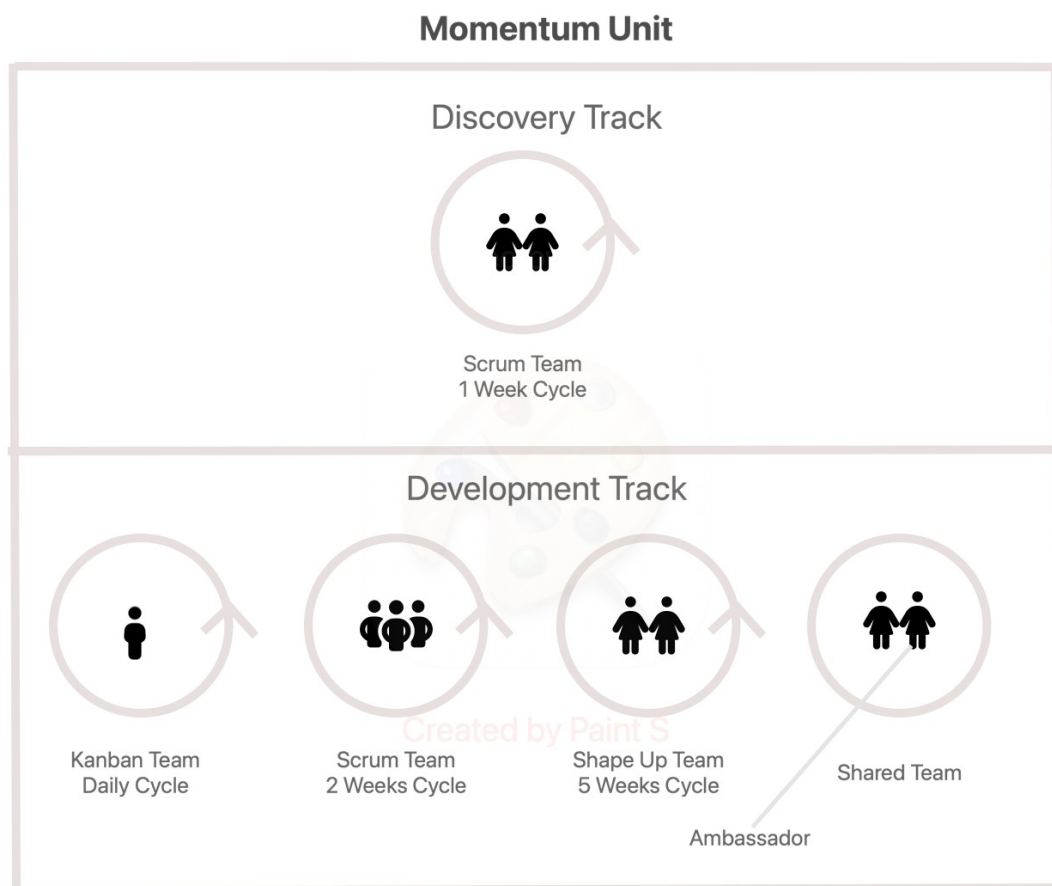 Momentum Unit
Discovery Track
Scrum Team
1 Week Cycle
Development Track
Created by Paint S
Kanban Team
Daily Cycle
Scrum Team
2 Weeks Cycle
Shape Up Team
5 Weeks Cycle
Shared Team
Ambassador